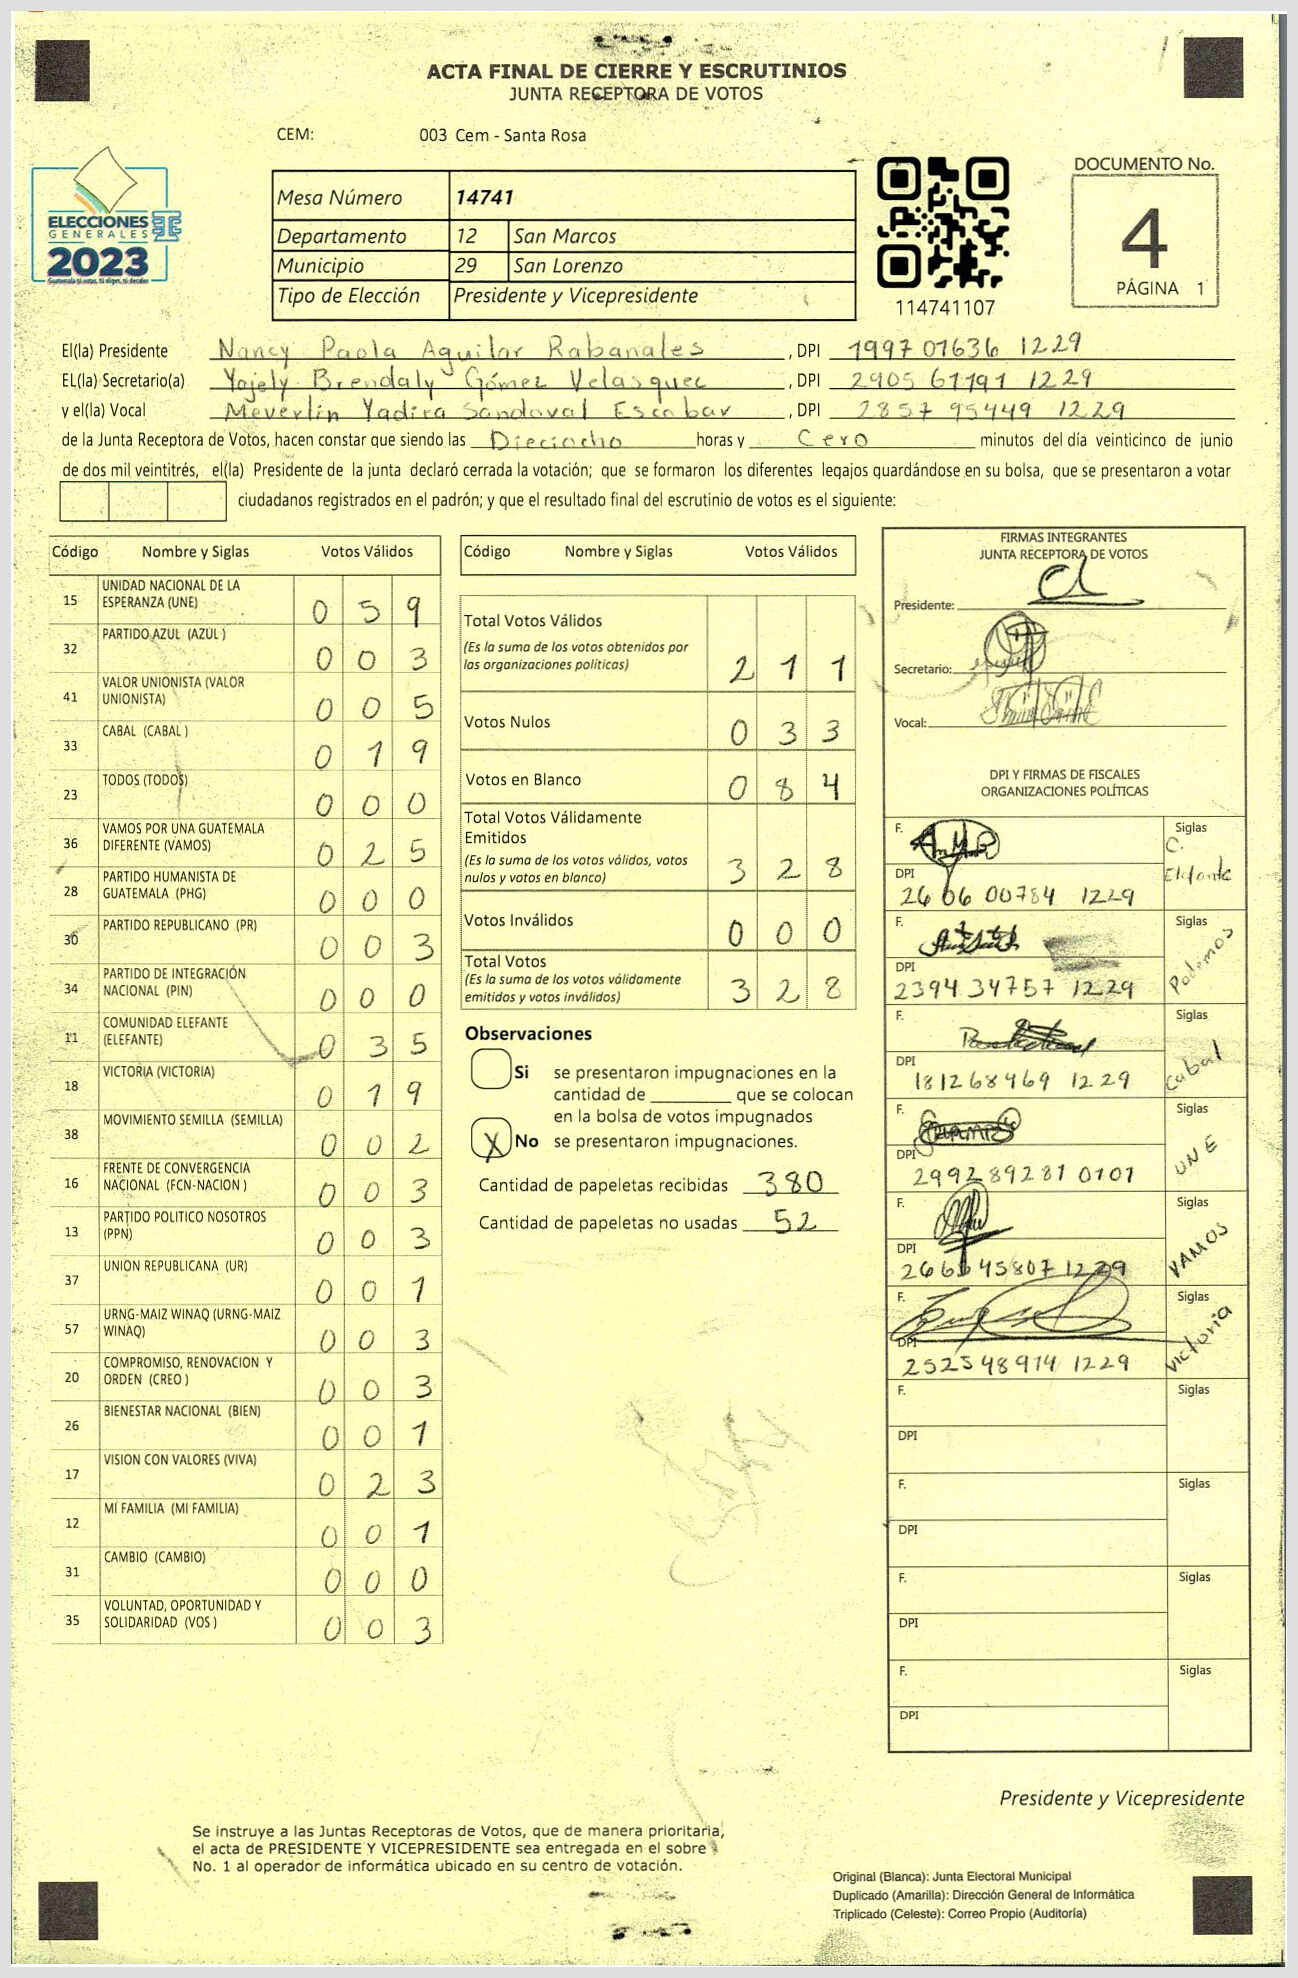 ACTA FINAL DE CIERRE Y ESCRUTINIOS
JUNTA RECEPTORA DE VOTOS
CEM: 003 Cem - Santa Rosa
ELECCIONES
GENERALES
2023
Guatemala tú votas, tú eliges, tú decides
Mesa Número 14741
Departamento 12 San Marcos
Municipio 29 San Lorenzo
Tipo de Elección Presidente y Vicepresidente
114741107
DOCUMENTO No.
4
PÁGINA 1
El(la) Presidente Nancy Paola Aguilar Rabanales , DPI 1997 07636 1229
EL(la) Secretario(a) Yojely Brendaly Gómez Velasquec , DPI 2905 61191 1229
y el(la) Vocal Meverlin Yadira Sandoval Escobar , DPI 2857 95449 1229
de la Junta Receptora de Votos, hacen constar que siendo las Dieciocho horas y Cero minutos del día veinticinco de junio
de dos mil veintitrés, el(la) Presidente de la junta declaró cerrada la votación; que se formaron los diferentes legajos guardándose en su bolsa, que se presentaron a votar
ciudadanos registrados en el padrón; y que el resultado final del escrutinio de votos es el siguiente:
Código Nombre y Siglas Votos Válidos
15 UNIDAD NACIONAL DE LA
ESPERANZA (UNE) 0 5 9
32 PARTIDO AZUL (AZUL ) 0 0 3
41 VALOR UNIONISTA (VALOR
UNIONISTA) 0 0 5
33 CABAL (CABAL ) 0 1 9
23 TODOS (TODOS) 0 0 0
36 VAMOS POR UNA GUATEMALA
DIFERENTE (VAMOS) 0 2 5
28 PARTIDO HUMANISTA DE
GUATEMALA (PHG) 0 0 0
30 PARTIDO REPUBLICANO (PR) 0 0 3
34 PARTIDO DE INTEGRACIÓN
NACIONAL (PIN) 0 0 0
11 COMUNIDAD ELEFANTE
(ELEFANTE) 0 3 5
18 VICTORIA (VICTORIA) 0 1 9
38 MOVIMIENTO SEMILLA (SEMILLA) 0 0 2
16 FRENTE DE CONVERGENCIA
NACIONAL (FCN-NACION ) 0 0 3
13 PARTIDO POLITICO NOSOTROS
(PPN) 0 0 3
37 UNION REPUBLICANA (UR) 0 0 1
57 URNG-MAIZ WINAQ (URNG-MAIZ
WINAQ) 0 0 3
20 COMPROMISO, RENOVACION Y
ORDEN (CREO ) 0 0 3
26 BIENESTAR NACIONAL (BIEN) 0 0 1
17 VISION CON VALORES (VIVA) 0 2 3
12 MI FAMILIA (MI FAMILIA) 0 0 1
31 CAMBIO (CAMBIO) 0 0 0
35 VOLUNTAD, OPORTUNIDAD Y
SOLIDARIDAD (VOS ) 0 0 3
Código Nombre y Siglas Votos Válidos
Total Votos Válidos
(Es la suma de los votos obtenidos por
las organizaciones políticas) 2 1 1
Votos Nulos 0 3 3
Votos en Blanco 0 8 4
Total Votos Válidamente
Emitidos
(Es la suma de los votos válidos, votos
nulos y votos en blanco) 3 2 8
Votos Inválidos 0 0 0
Total Votos
(Es la suma de los votos válidamente
emitidos y votos inválidos) 3 2 8
Observaciones
Si se presentaron impugnaciones en la
cantidad de ________ que se colocan
en la bolsa de votos impugnados
X No se presentaron impugnaciones.
Cantidad de papeletas recibidas 380
Cantidad de papeletas no usadas 52
FIRMAS INTEGRANTES
JUNTA RECEPTORA DE VOTOS
Presidente:
Secretario:
Vocal:
DPI Y FIRMAS DE FISCALES
ORGANIZACIONES POLÍTICAS
F. Siglas
C.
Elefante
DPI
2606 00784 1229
F. Siglas
Podemos
DPI
2394 34757 1229
F. Siglas
Cabal
DPI
181268469 1229
F. Siglas
UNE
DPI
299289281 0101
F. Siglas
VAMOS
DPI
2666 45807 1229
F. Siglas
Victoria
DPI
252548914 1229
F. Siglas
DPI
F. Siglas
DPI
F. Siglas
DPI
F. Siglas
DPI
Presidente y Vicepresidente
Se instruye a las Juntas Receptoras de Votos, que de manera prioritaria,
el acta de PRESIDENTE Y VICEPRESIDENTE sea entregada en el sobre
No. 1 al operador de informática ubicado en su centro de votación.
Original (Blanca): Junta Electoral Municipal
Duplicado (Amarilla): Dirección General de Informática
Triplicado (Celeste): Correo Propio (Auditoría)